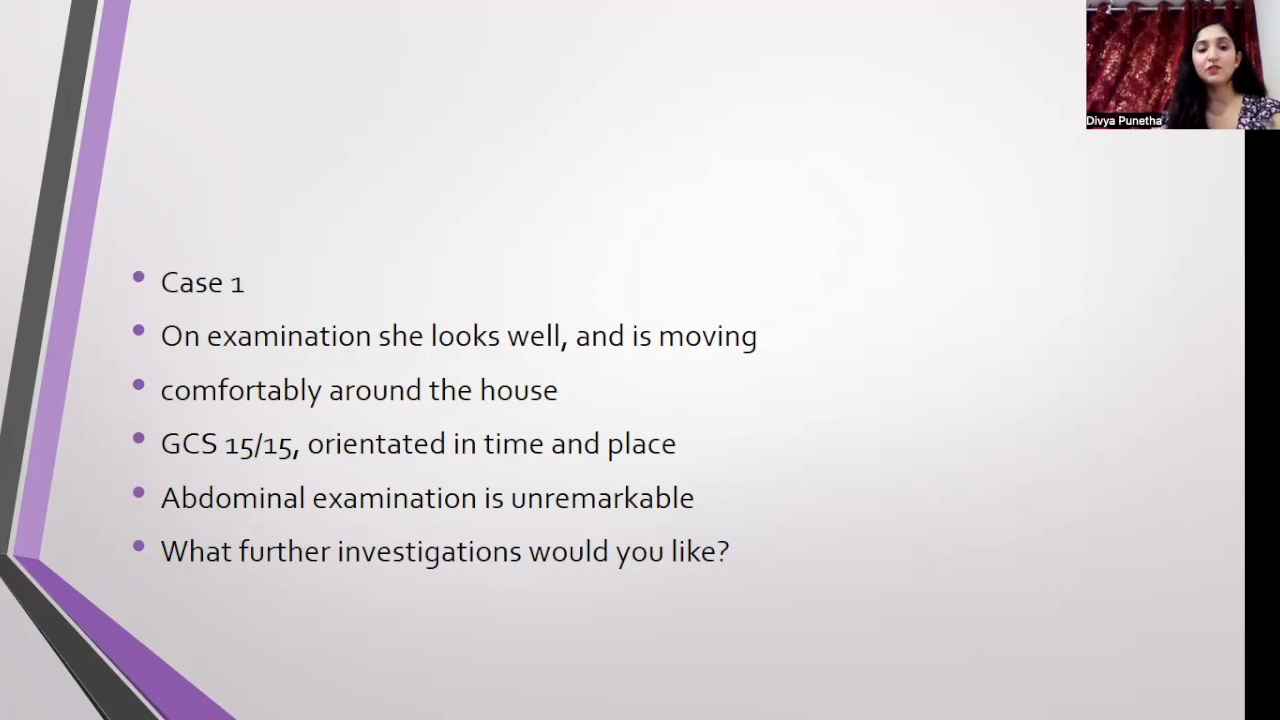 Divya Punetha
Case 1
On examination she looks well, and is moving
comfortably around the house
GCS 15/15, orientated in time and place
Abdominal examination is unremarkable
What further investigations would you like?